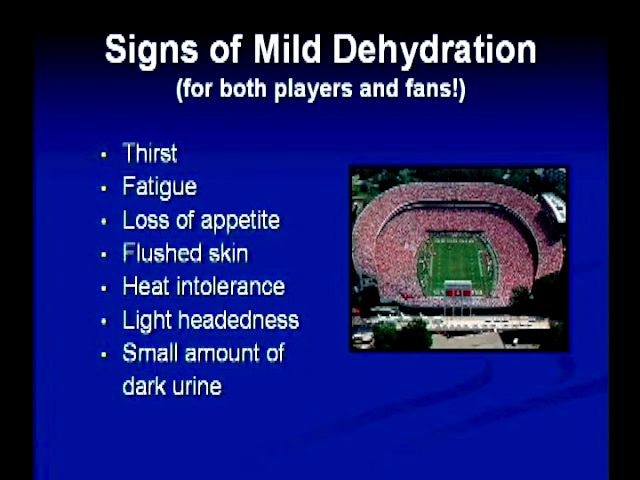 Signs of Mild Dehydration
(for both players and fans!)
• Thirst
• Fatigue
• Loss of appetite
• Flushed skin
• Heat intolerance
• Light headedness
• Small amount of
dark urine